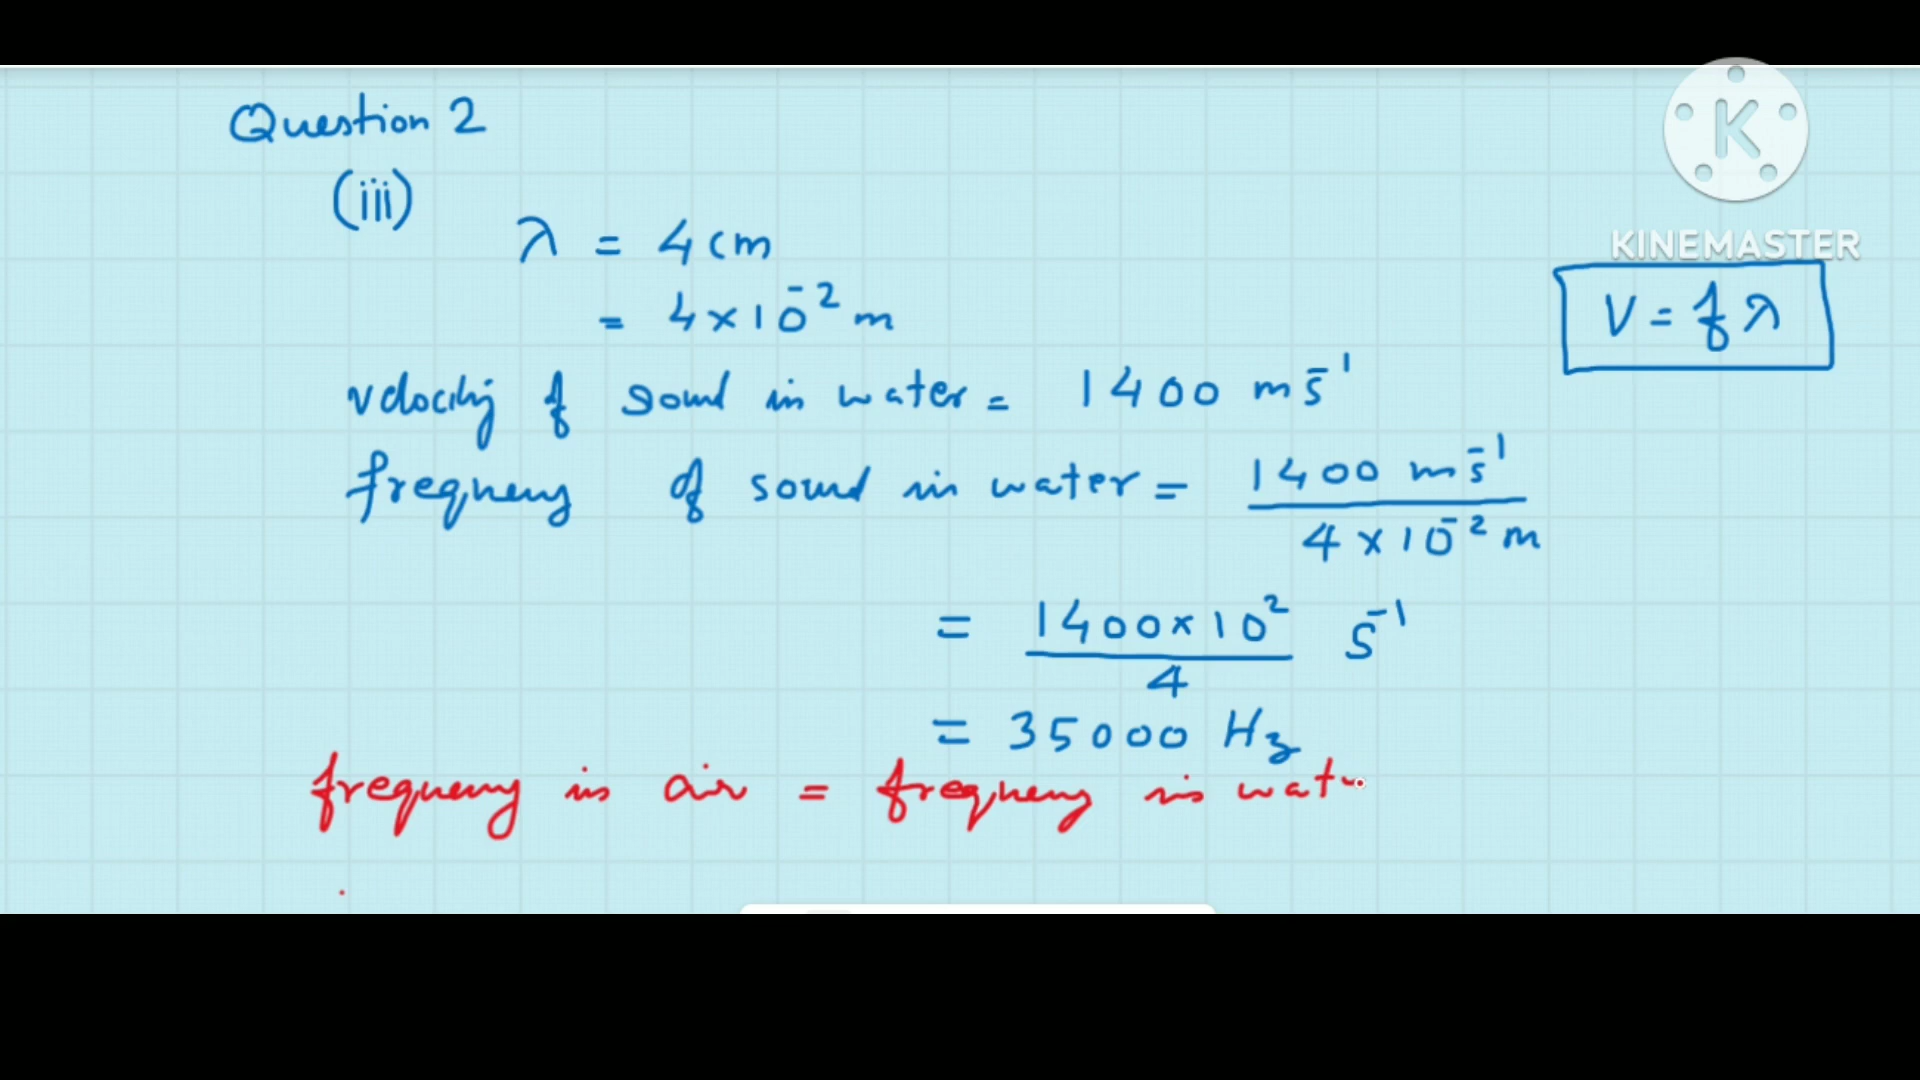 Question 2
(iii)
λ = 4 cm
= 4 × 10⁻² m
K
KINEMASTER
V = f λ
velocity of sound in water = 1400 ms⁻¹
frequency of sound in water = 1400 ms⁻¹ / 4 × 10⁻² m
= 1400 × 10² / 4 s⁻¹
= 35000 Hz
frequency in air = frequency in wat